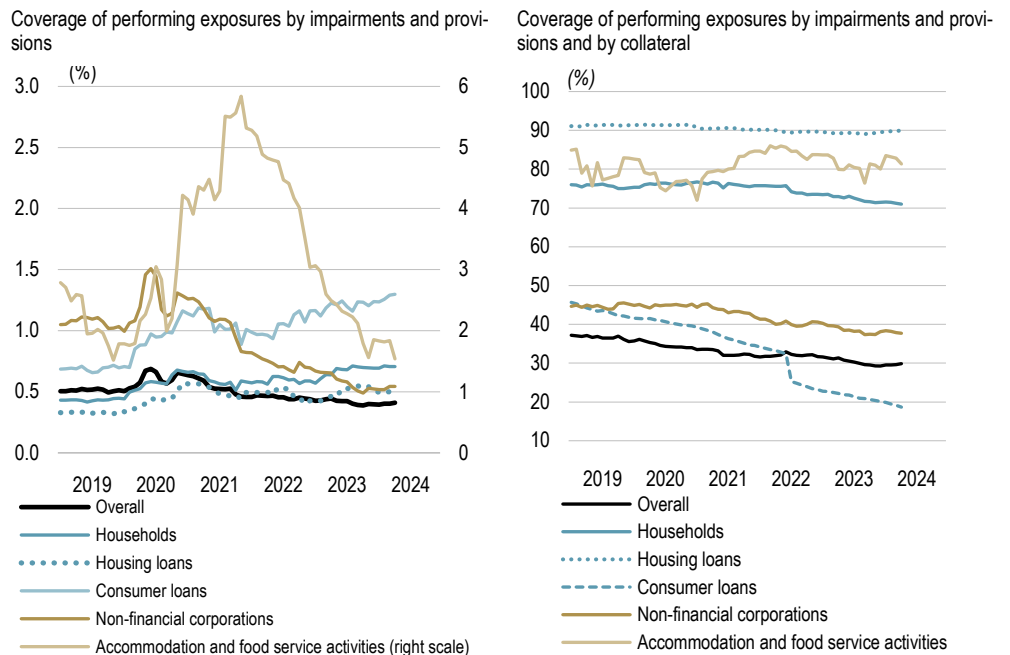 Coverage of performing exposures by impairments and provi-
sions
(%)
3.0
2.5
2.0
1.5
1.0
0.5
0.0
6
5
4
3
2
1
0
2019 2020 2021 2022 2023 2024
Overall
Households
Housing loans
Consumer loans
Non-financial corporations
Accommodation and food service activities (right scale)
Coverage of performing exposures by impairments and provi-
sions and by collateral
(%)
100
90
80
70
60
50
40
30
20
10
2019 2020 2021 2022 2023 2024
Overall
Households
Housing loans
Consumer loans
Non-financial corporations
Accommodation and food service activities